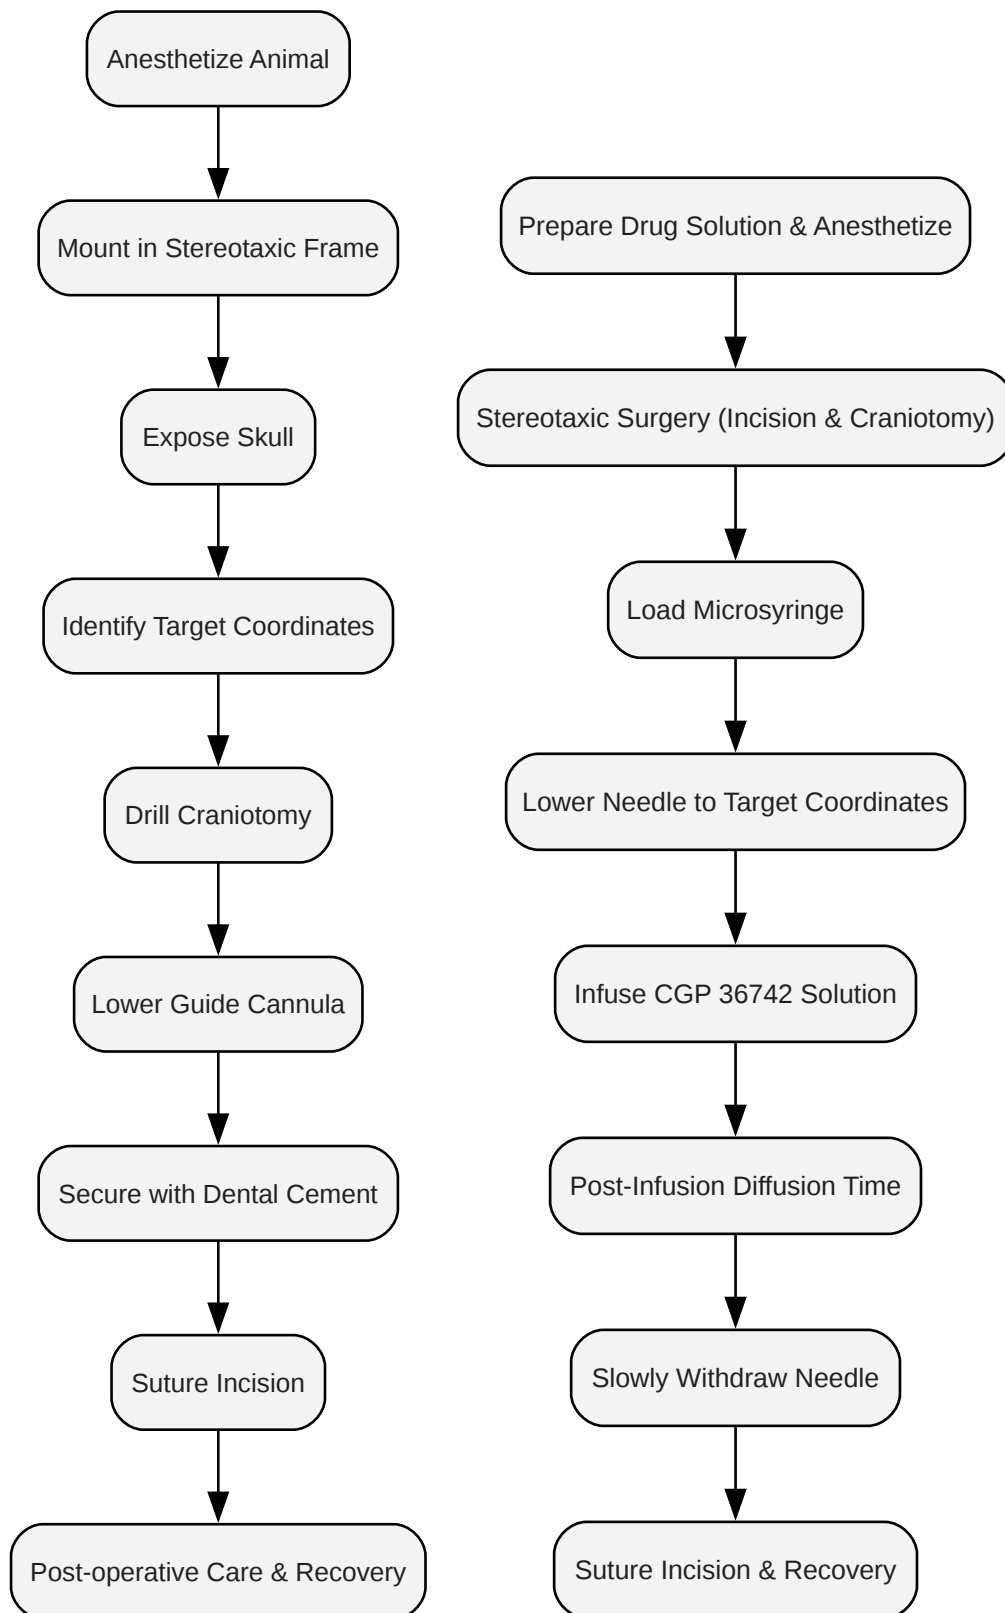 Anesthetize Animal
Mount in Stereotaxic Frame
Expose Skull
Identify Target Coordinates
Drill Craniotomy
Lower Guide Cannula
Secure with Dental Cement
Suture Incision
Post-operative Care & Recovery
Prepare Drug Solution & Anesthetize
Stereotaxic Surgery (Incision & Craniotomy)
Load Microsyringe
Lower Needle to Target Coordinates
Infuse CGP 36742 Solution
Post-Infusion Diffusion Time
Slowly Withdraw Needle
Suture Incision & Recovery